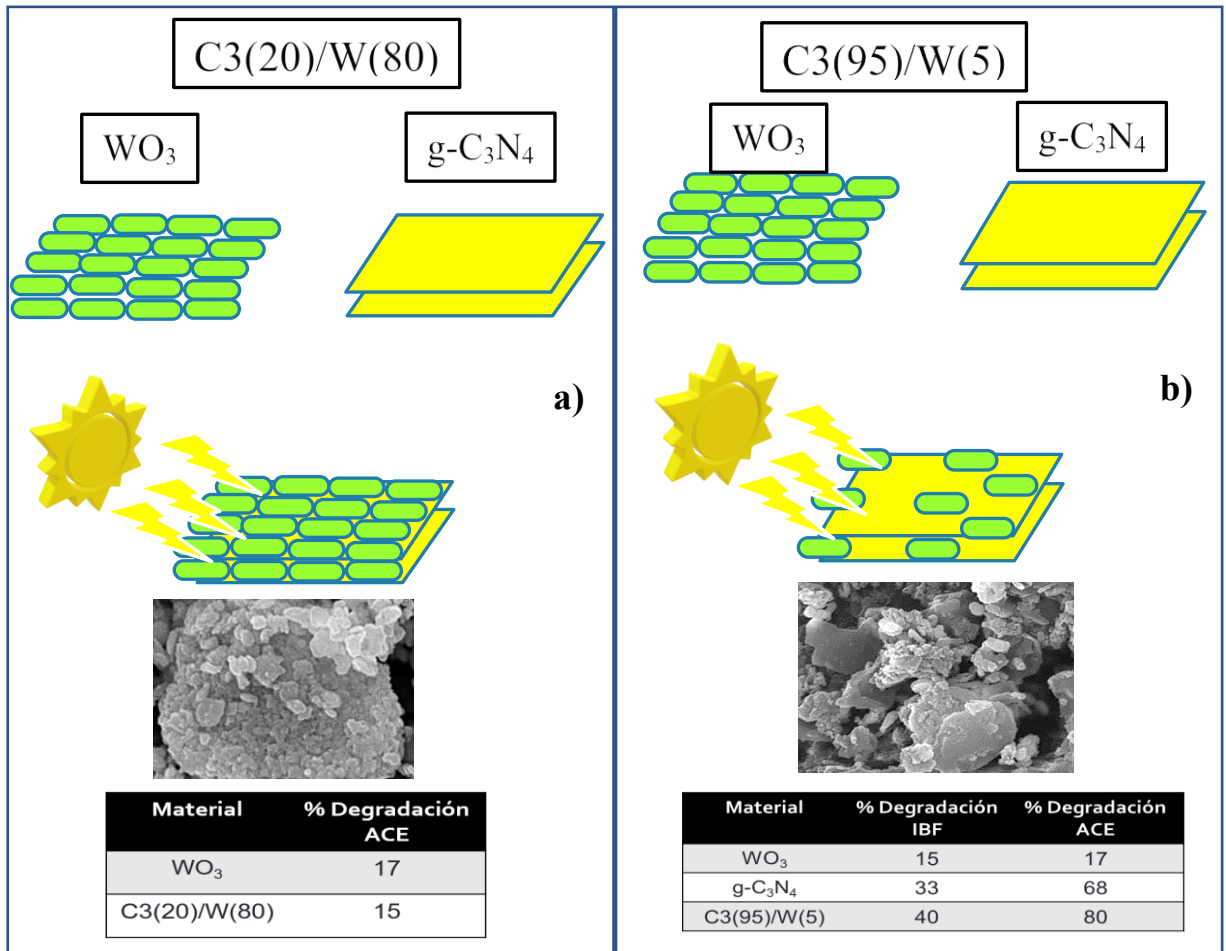 C3(20)/W(80)
WO₃
g-C₃N₄
a)
Material % Degradación
ACE
WO₃ 17
C3(20)/W(80) 15
C3(95)/W(5)
WO₃
g-C₃N₄
b)
Material % Degradación % Degradación
IBF ACE
WO₃ 15 17
g-C₃N₄ 33 68
C3(95)/W(5) 40 80